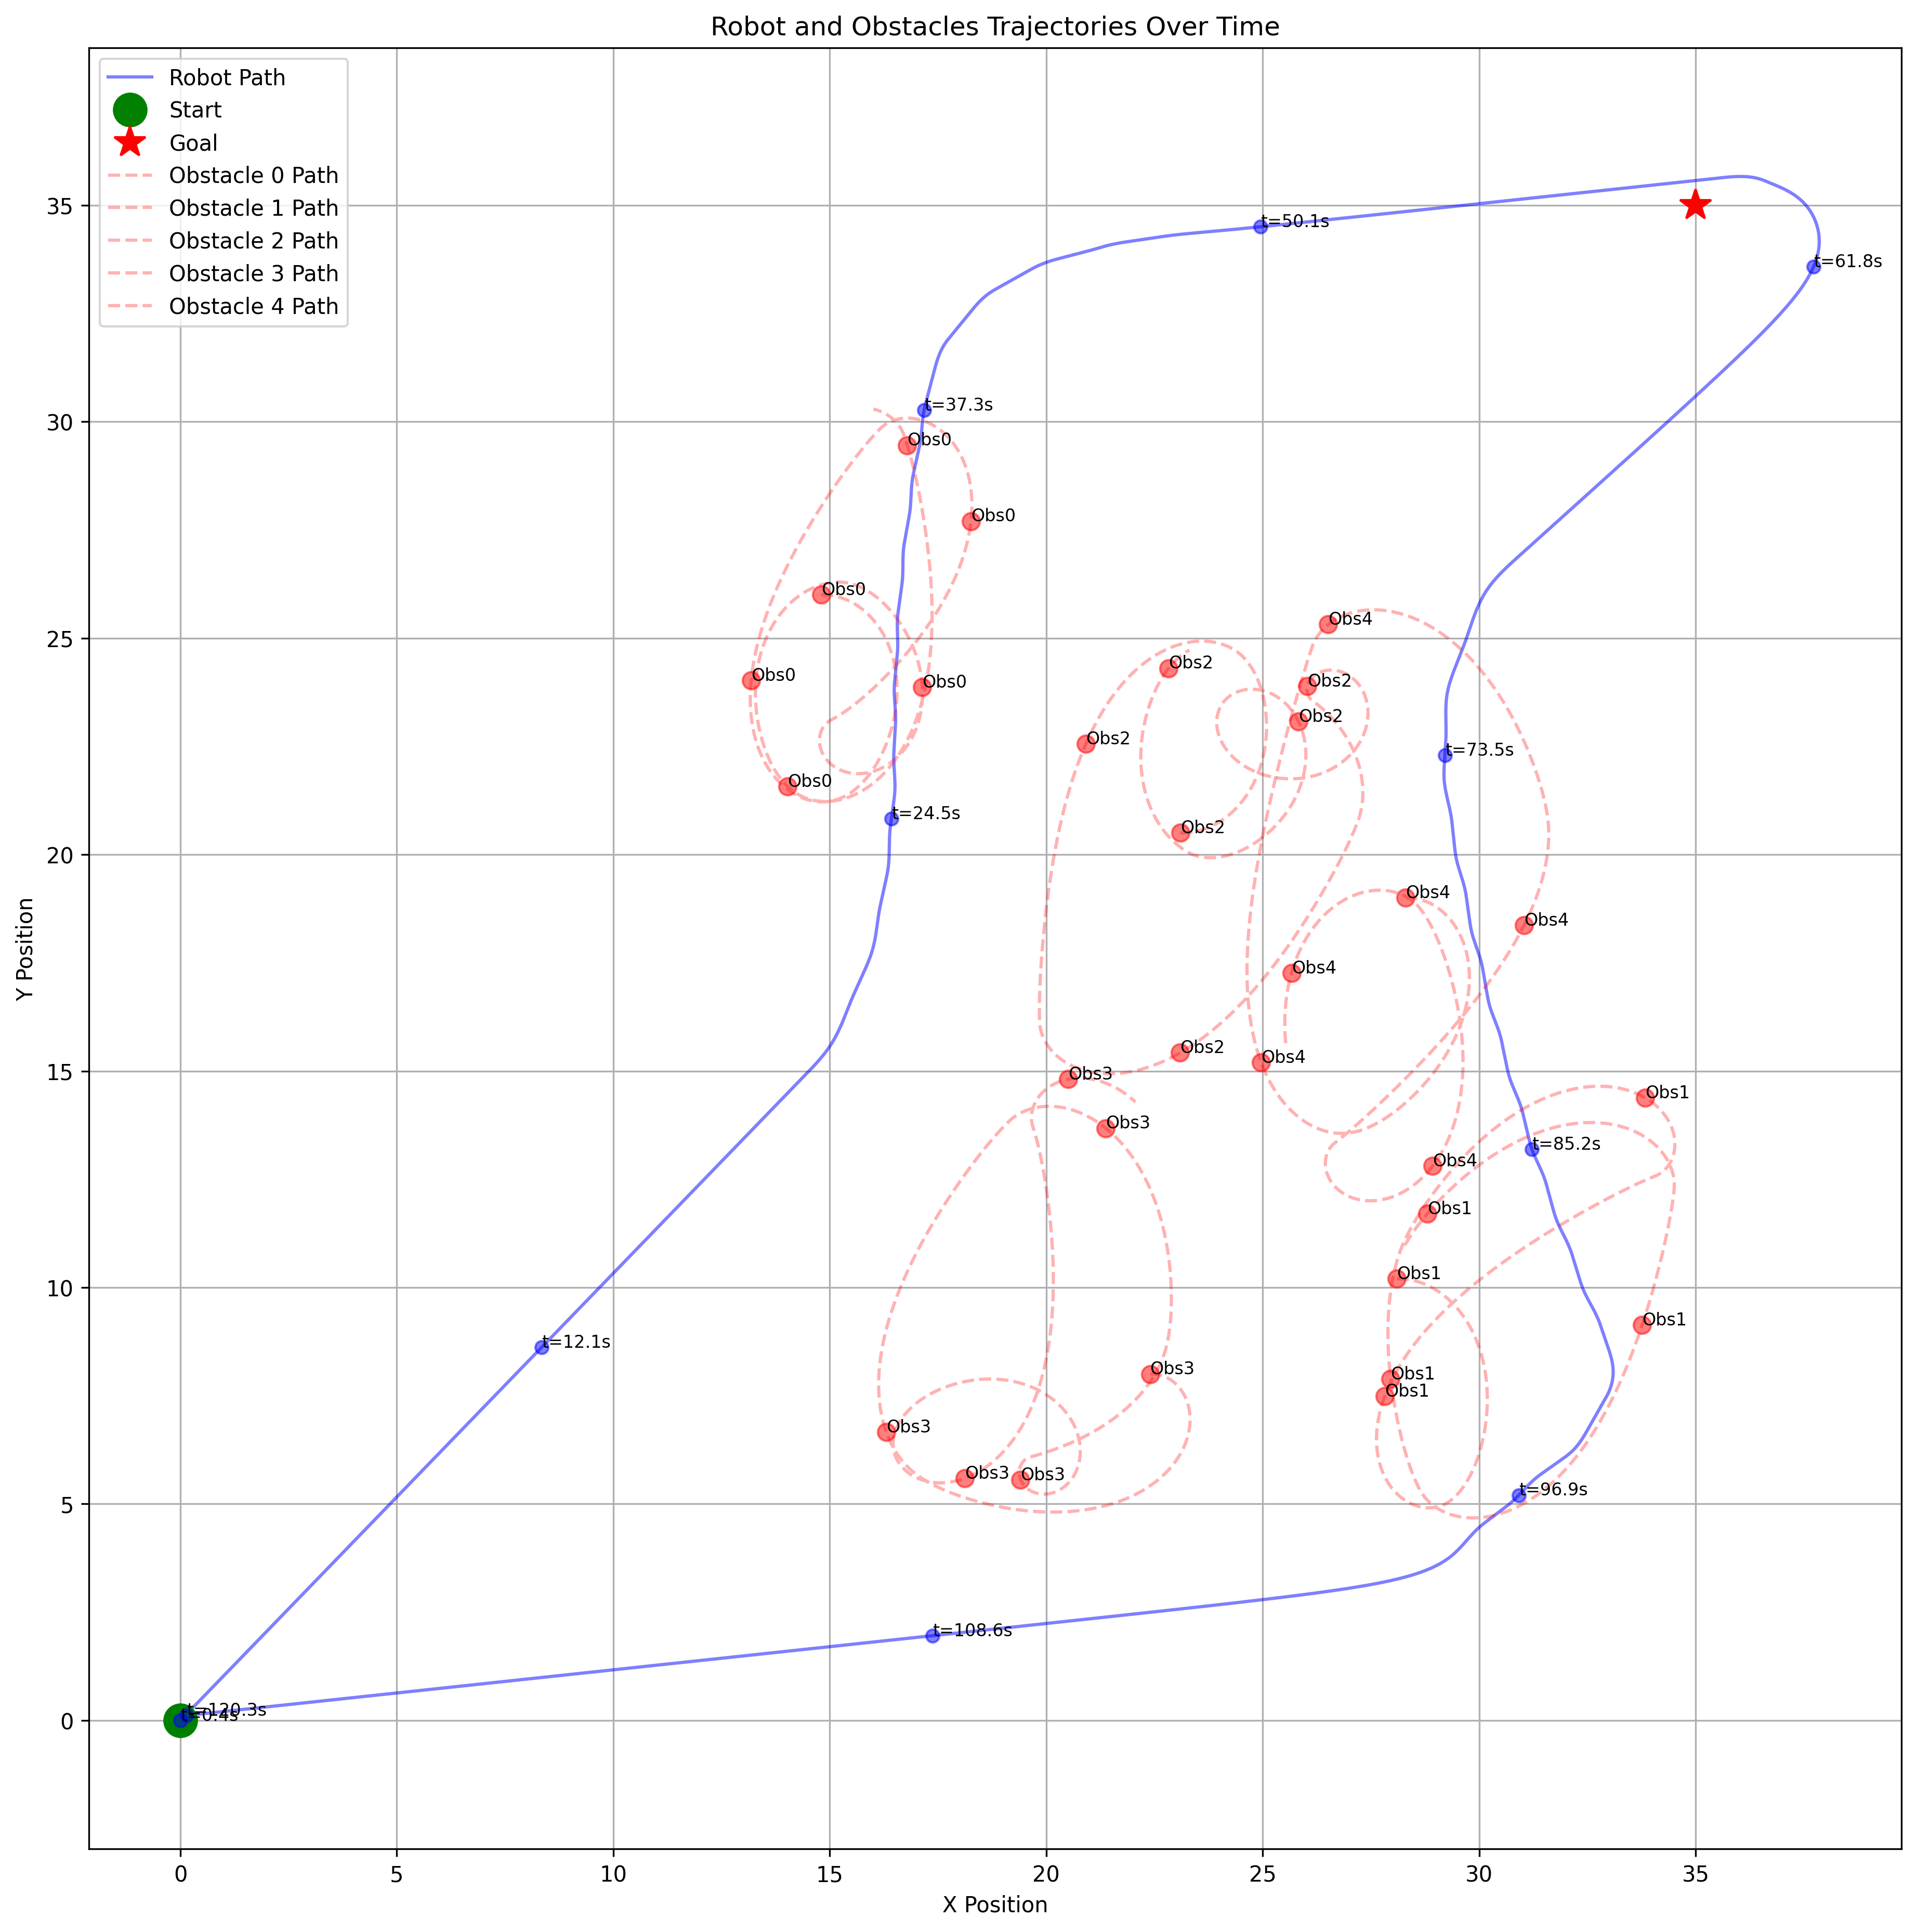 Robot and Obstacles Trajectories Over Time
Robot Path
Start
Goal
Obstacle 0 Path
Obstacle 1 Path
Obstacle 2 Path
Obstacle 3 Path
Obstacle 4 Path
35
30
25
20
15
10
5
0
Y Position
0
5
10
15
20
25
30
35
X Position
t=50.1s
t=61.8s
t=37.3s
Obs0
Obs0
Obs0
Obs4
Obs2
Obs0
Obs0
Obs2
Obs2
Obs2
t=73.5s
Obs0
t=24.5s
Obs2
Obs4
Obs4
Obs4
Obs2
Obs4
Obs3
Obs1
Obs3
t=85.2s
Obs4
Obs1
Obs1
Obs1
t=12.1s
Obs3
Obs1
Obs1
Obs3
Obs3
Obs3
t=96.9s
t=108.6s
t=120.3s
t=0.4s